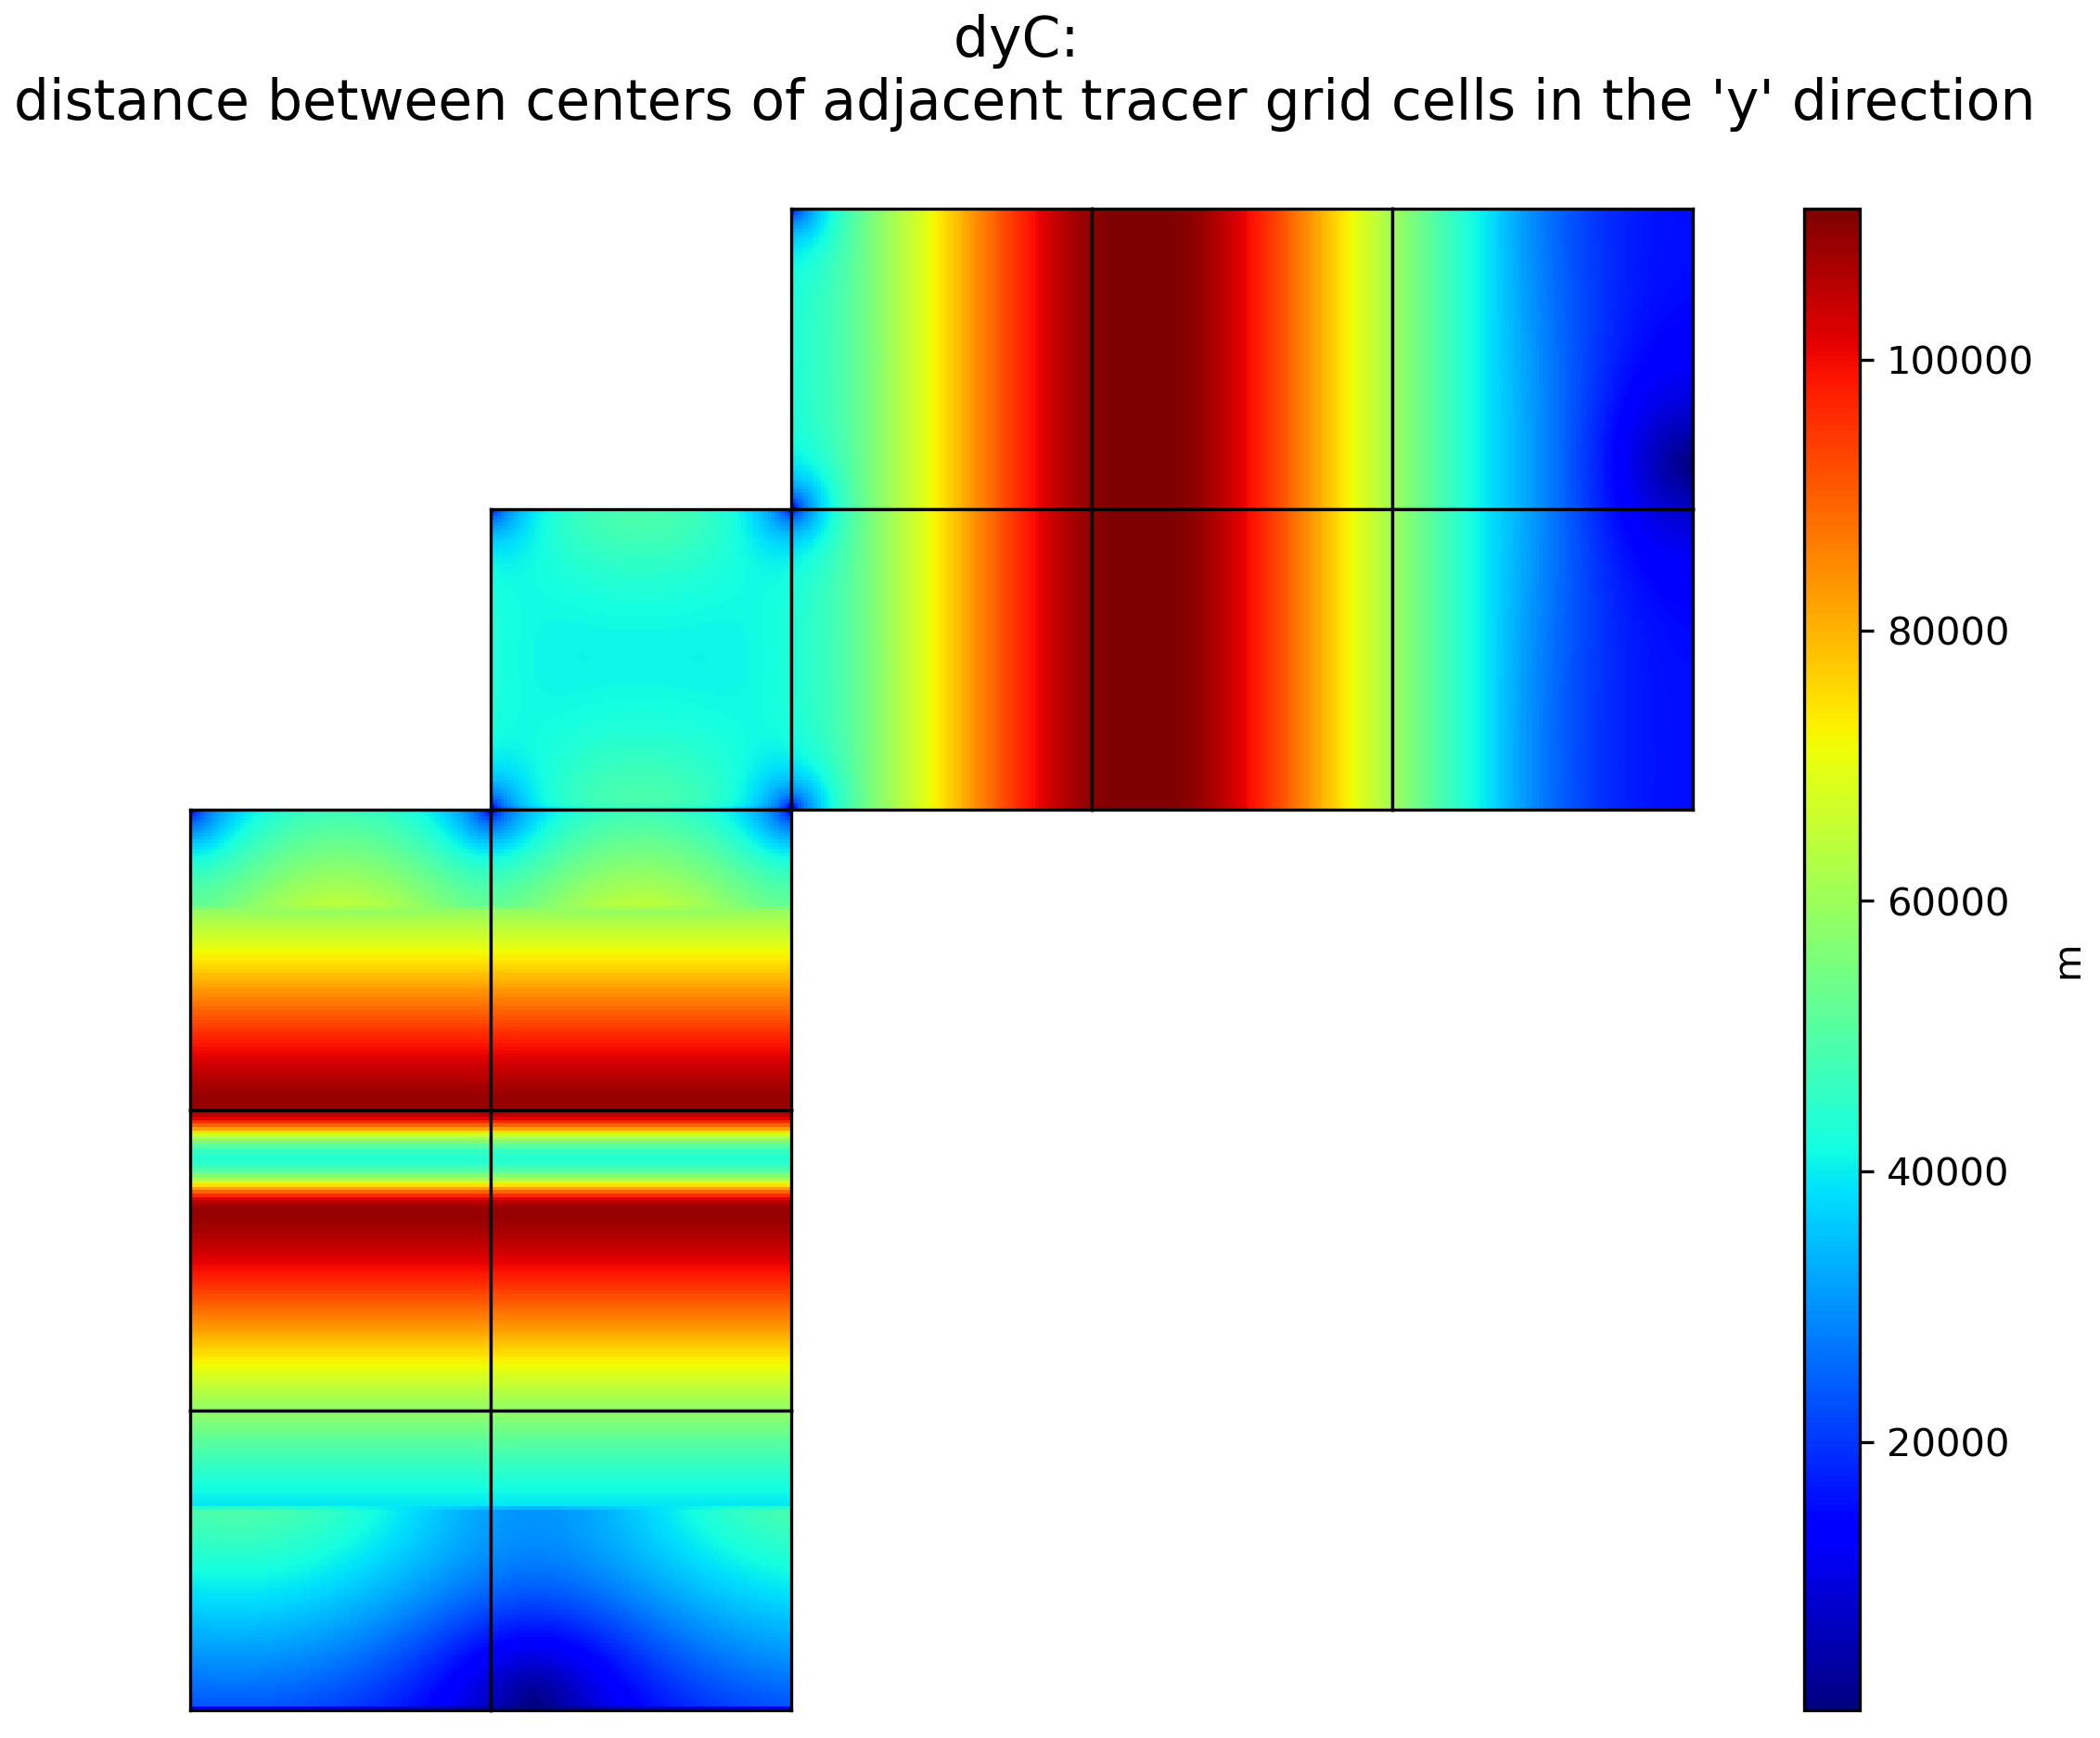 dyC:
distance between centers of adjacent tracer grid cells in the 'y' direction
100000
80000
60000
m
40000
20000